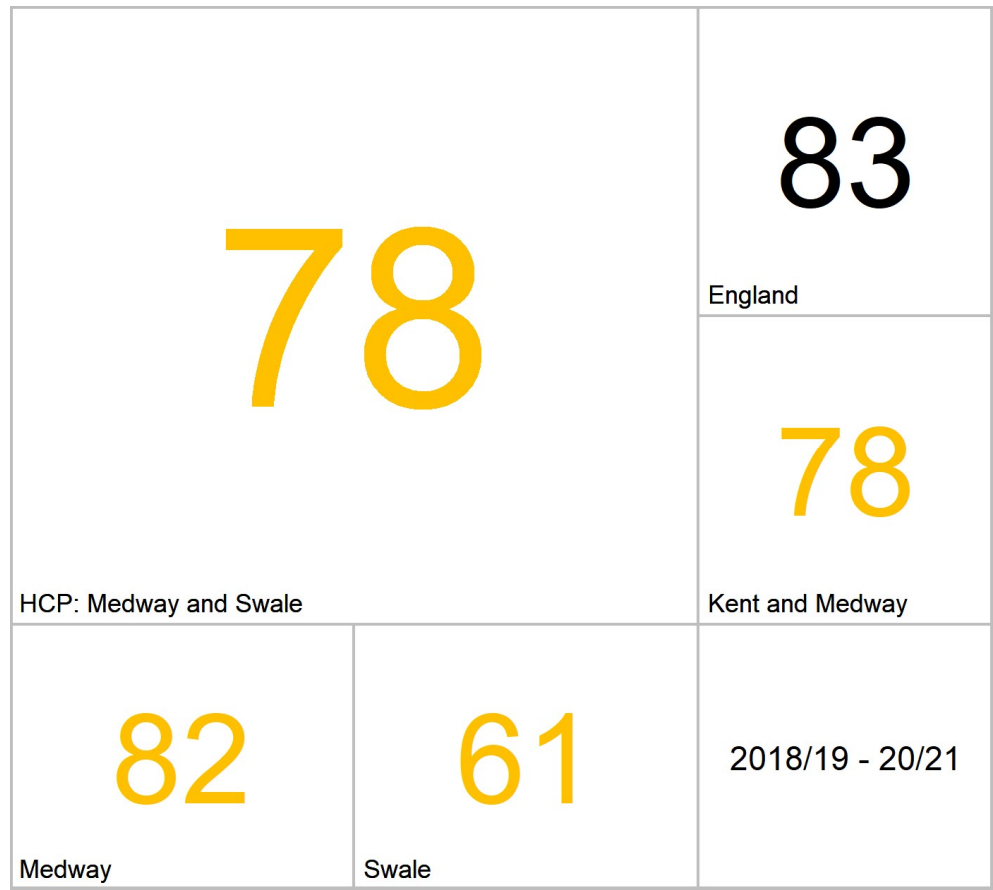 78
HCP: Medway and Swale
83
England
78
Kent and Medway
82
Medway
61
Swale
2018/19 - 20/21